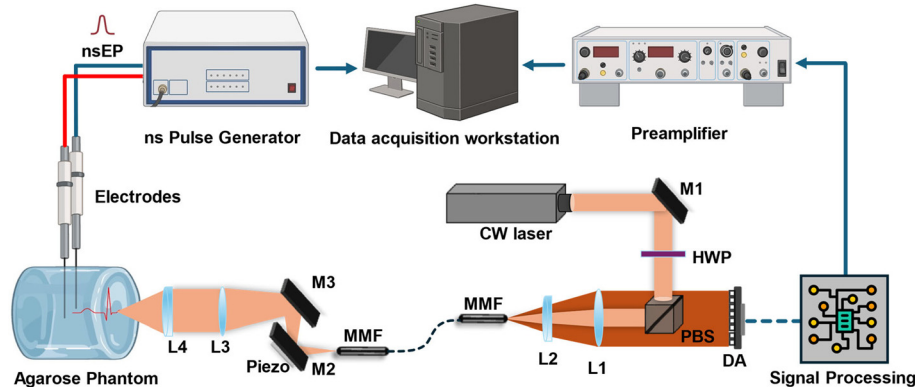 nsEP
ns Pulse Generator
Data acquisition workstation
Preamplifier
Electrodes
M1
CW laser
HWP
M3
MMF
MMF
L4
L3
Piezo
M2
L2
L1
PBS
DA
Agarose Phantom
Signal Processing